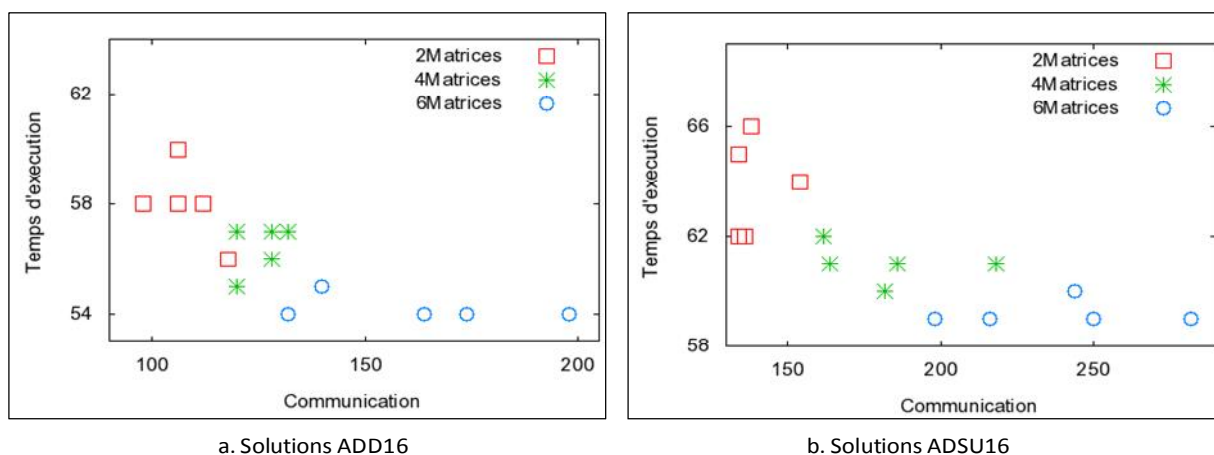 2Matrices
4Matrices
6Matrices
62
58
54
Temps d'execution
100
150
200
Communication
a. Solutions ADD16
2Matrices
4Matrices
6Matrices
66
62
58
Temps d'execution
150
200
250
Communication
b. Solutions ADSU16